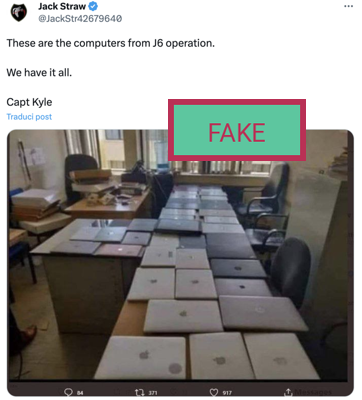 Jack Straw
@JackStr42679640
These are the computers from J6 operation.
We have it all.
Capt Kyle
Traduci post
FAKE
84
371
917